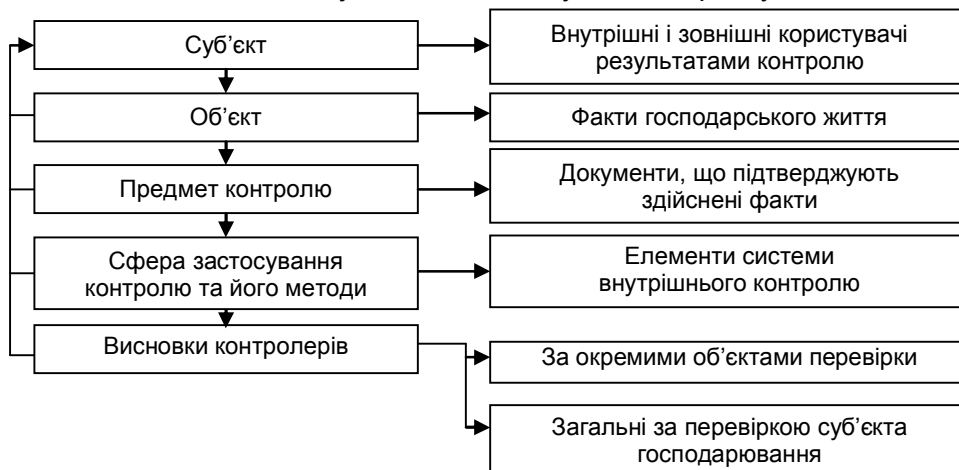 Суб’єкт
Внутрішні і зовнішні користувачі
результатами контролю
Об’єкт
Факти господарського життя
Предмет контролю
Документи, що підтверджують
здійснені факти
Сфера застосування
контролю та його методи
Елементи системи
внутрішнього контролю
Висновки контролерів
За окремими об’єктами перевірки
Загальні за перевіркою суб’єкта
господарювання